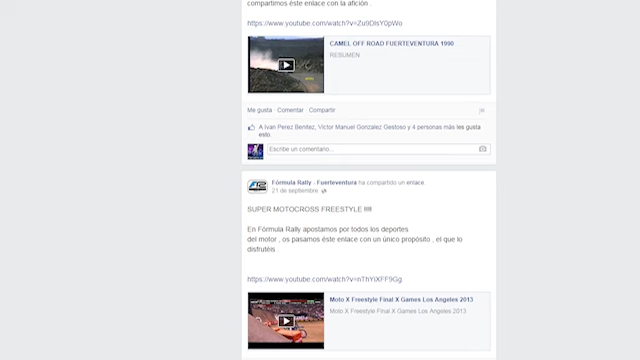 compartimos éste enlace con la afición .
https://www.youtube.com/watch?v=Zu9DIsY0pWo
CAMEL OFF ROAD FUERTEVENTURA 1990
RESUMEN
Me gusta · Comentar · Compartir
A Ivan Perez Benitez, Victor Manuel Gonzalez Gestoso y 4 personas más les gusta
esto.
Escribe un comentario...
Fórmula Rally - Fuerteventura ha compartido un enlace.
21 de septiembre
SUPER MOTOCROSS FREESTYLE !!!!!
En Fórmula Rally apostamos por todos los deportes
del motor , os pasamos éste enlace con un único propósito , el que lo
disfrutéis .
https://www.youtube.com/watch?v=nThYiXFF9Gg
Moto X Freestyle Final X Games Los Angeles 2013
Moto X Freestyle Final X Games Los Angeles 2013